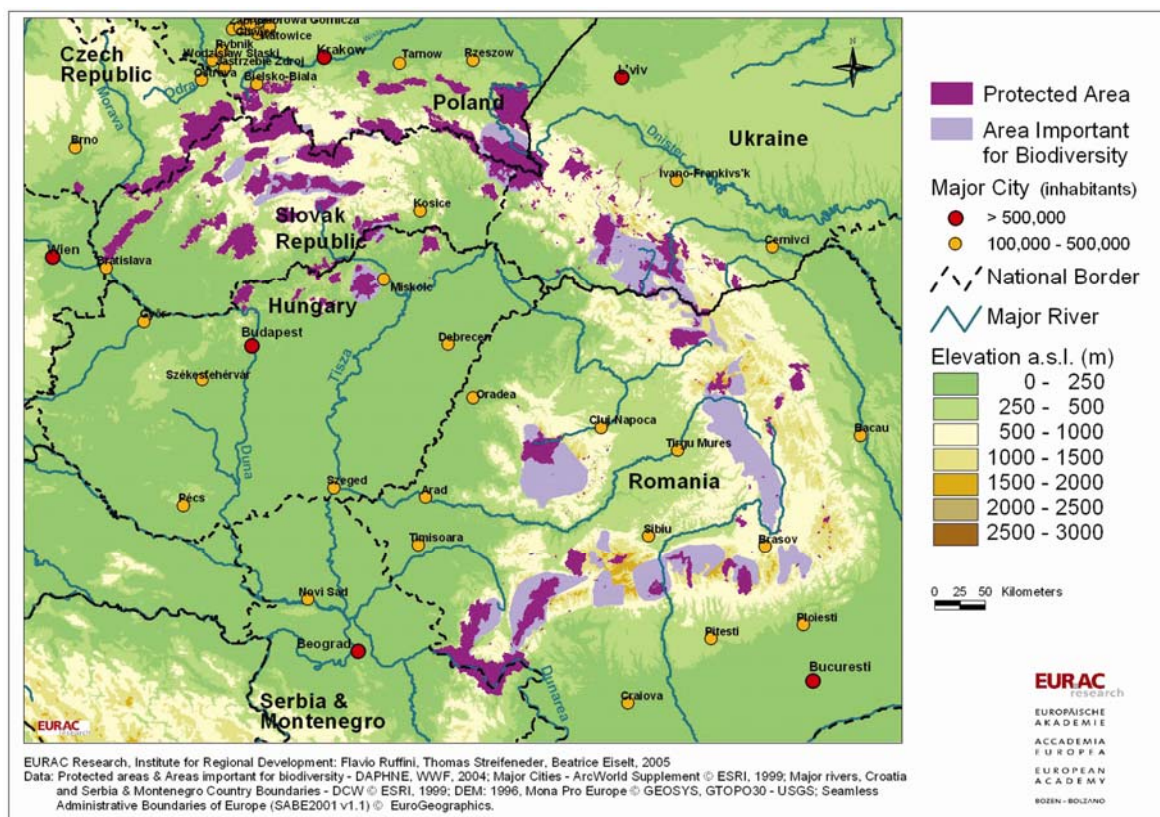 Czech
Republic
Rybnik
Katowice
Wodzislaw Slaski
Jastrzebie Zdroj
Ostrava
Bielsko-Biala
Odra
Morava
Krakow
Tarnow
Rzeszow
Poland
L'viv
Ukraine
Dnister
Ivano-Frankivs'k
Cernivci
Brno
Kosice
Slovak
Republic
Wien
Bratislava
Miskolc
Hungary
Györ
Budapest
Debrecen
Székesfehérvár
Tisza
Oradea
Cluj-Napoca
Tirgu Mures
Bacau
Duna
Romania
Szeged
Arad
Pécs
Sibiu
Timisoara
Brasov
Novi Sad
Ploiesti
Pitesti
Beograd
Bucuresti
Dunarea
Craiova
Serbia &
Montenegro
EURAC
research
Protected Area
Area Important
for Biodiversity
Major City (inhabitants)
> 500,000
100,000 - 500,000
National Border
Major River
Elevation a.s.l. (m)
0 - 250
250 - 500
500 - 1000
1000 - 1500
1500 - 2000
2000 - 2500
2500 - 3000
0 25 50 Kilometers
EURAC
research
EUROPÄISCHE
AKADEMIE
ACCADEMIA
EUROPEA
EUROPEAN
ACADEMY
BOZEN - BOLZANO
EURAC Research, Institute for Regional Development: Flavio Ruffini, Thomas Streifeneder, Beatrice Eiselt, 2005
Data: Protected areas & Areas important for biodiversity - DAPHNE, WWF, 2004; Major Cities - ArcWorld Supplement © ESRI, 1999; Major rivers, Croatia
and Serbia & Montenegro Country Boundaries - DCW © ESRI, 1999; DEM: 1996, Mona Pro Europe © GEOSYS, GTOPO30 - USGS; Seamless
Administrative Boundaries of Europe (SABE2001 v1.1) © EuroGeographics.